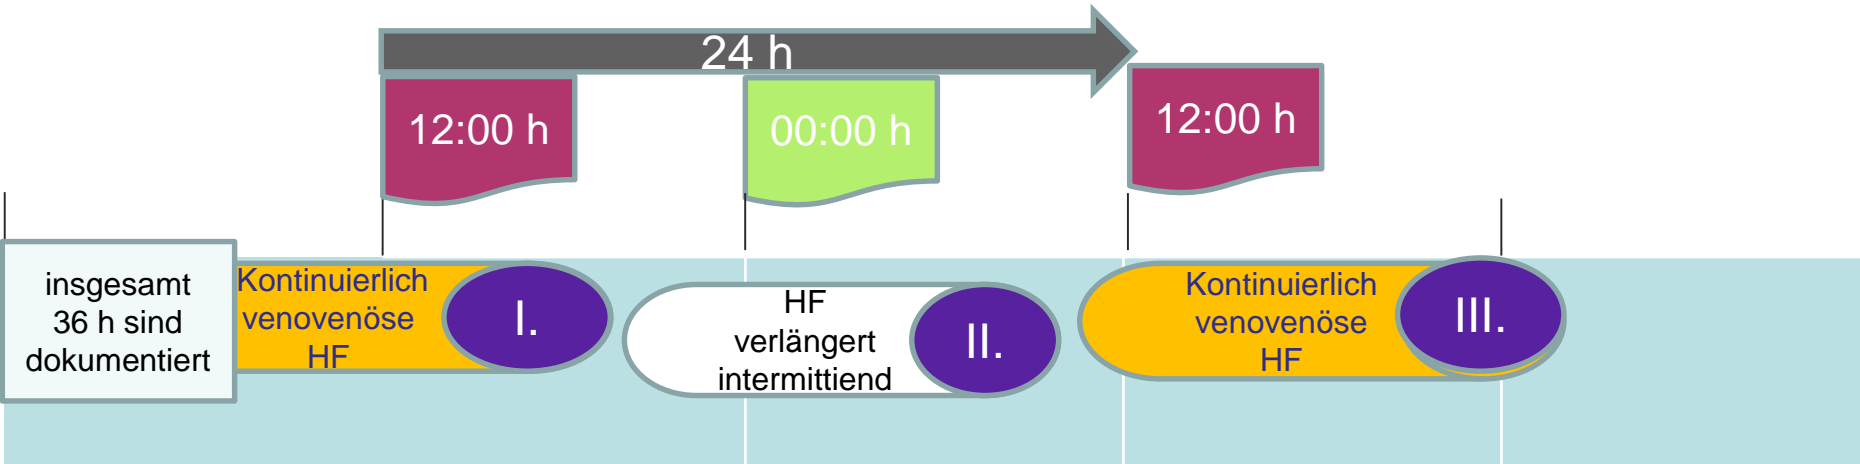 24 h
12:00 h
00:00 h
12:00 h
insgesamt
36 h sind
dokumentiert
Kontinuierlich
venovenöse
HF
I.
HF
verlängert
intermittiend
II.
Kontinuierlich
venovenöse
HF
III.